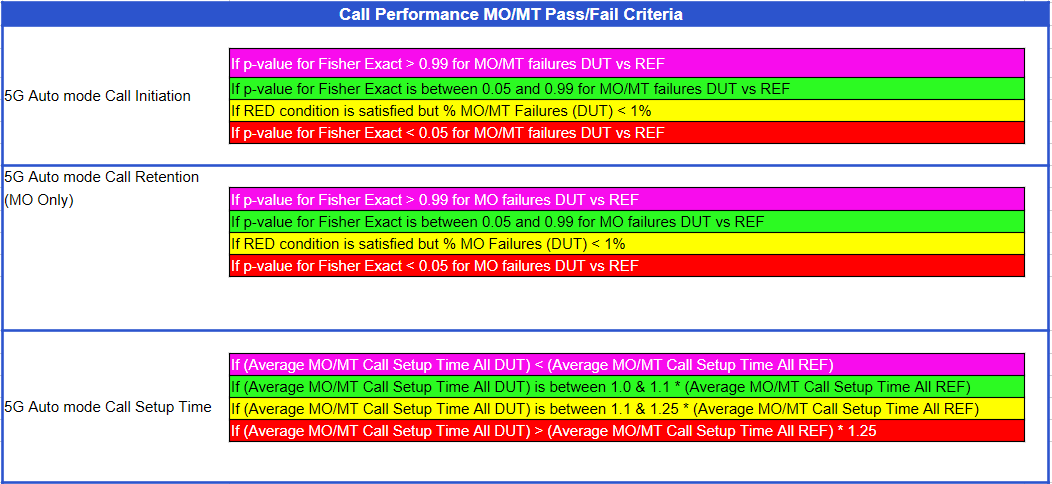 Call Performance MO/MT Pass/Fail Criteria
5G Auto mode Call Initiation
If p-value for Fisher Exact > 0.99 for MO/MT failures DUT vs REF
If p-value for Fisher Exact is between 0.05 and 0.99 for MO/MT failures DUT vs REF
If RED condition is satisfied but % MO/MT Failures (DUT) < 1%
If p-value for Fisher Exact < 0.05 for MO/MT failures DUT vs REF
5G Auto mode Call Retention
(MO Only)
If p-value for Fisher Exact > 0.99 for MO failures DUT vs REF
If p-value for Fisher Exact is between 0.05 and 0.99 for MO failures DUT vs REF
If RED condition is satisfied but % MO Failures (DUT) < 1%
If p-value for Fisher Exact < 0.05 for MO failures DUT vs REF
5G Auto mode Call Setup Time
If (Average MO/MT Call Setup Time All DUT) < (Average MO/MT Call Setup Time All REF)
If (Average MO/MT Call Setup Time All DUT) is between 1.0 & 1.1 * (Average MO/MT Call Setup Time All REF)
If (Average MO/MT Call Setup Time All DUT) is between 1.1 & 1.25 * (Average MO/MT Call Setup Time All REF)
If (Average MO/MT Call Setup Time All DUT) > (Average MO/MT Call Setup Time All REF) * 1.25